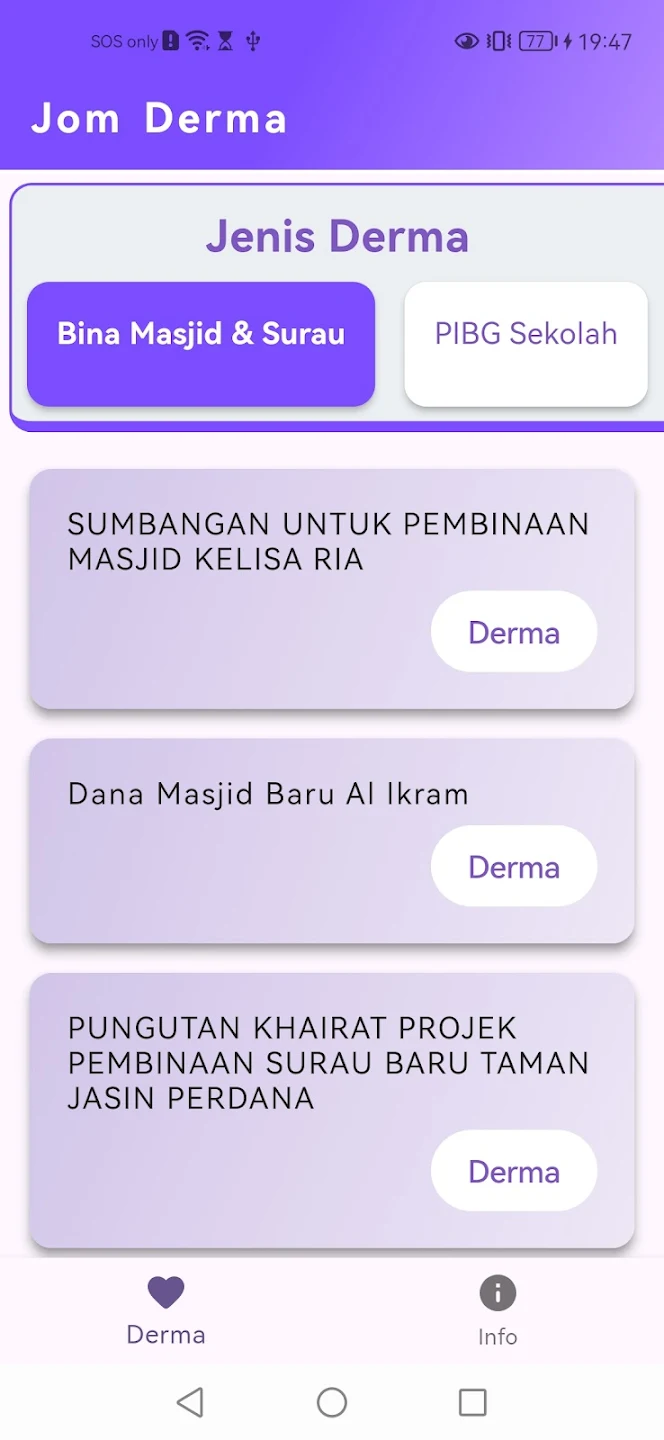 SOS only
77
19:47
Jom Derma
Jenis Derma
Bina Masjid & Surau
PIBG Sekolah
SUMBANGAN UNTUK PEMBINAAN
MASJID KELISA RIA
Derma
Dana Masjid Baru Al Ikram
Derma
PUNGUTAN KHAIRAT PROJEK
PEMBINAAN SURAU BARU TAMAN
JASIN PERDANA
Derma
Derma
Info